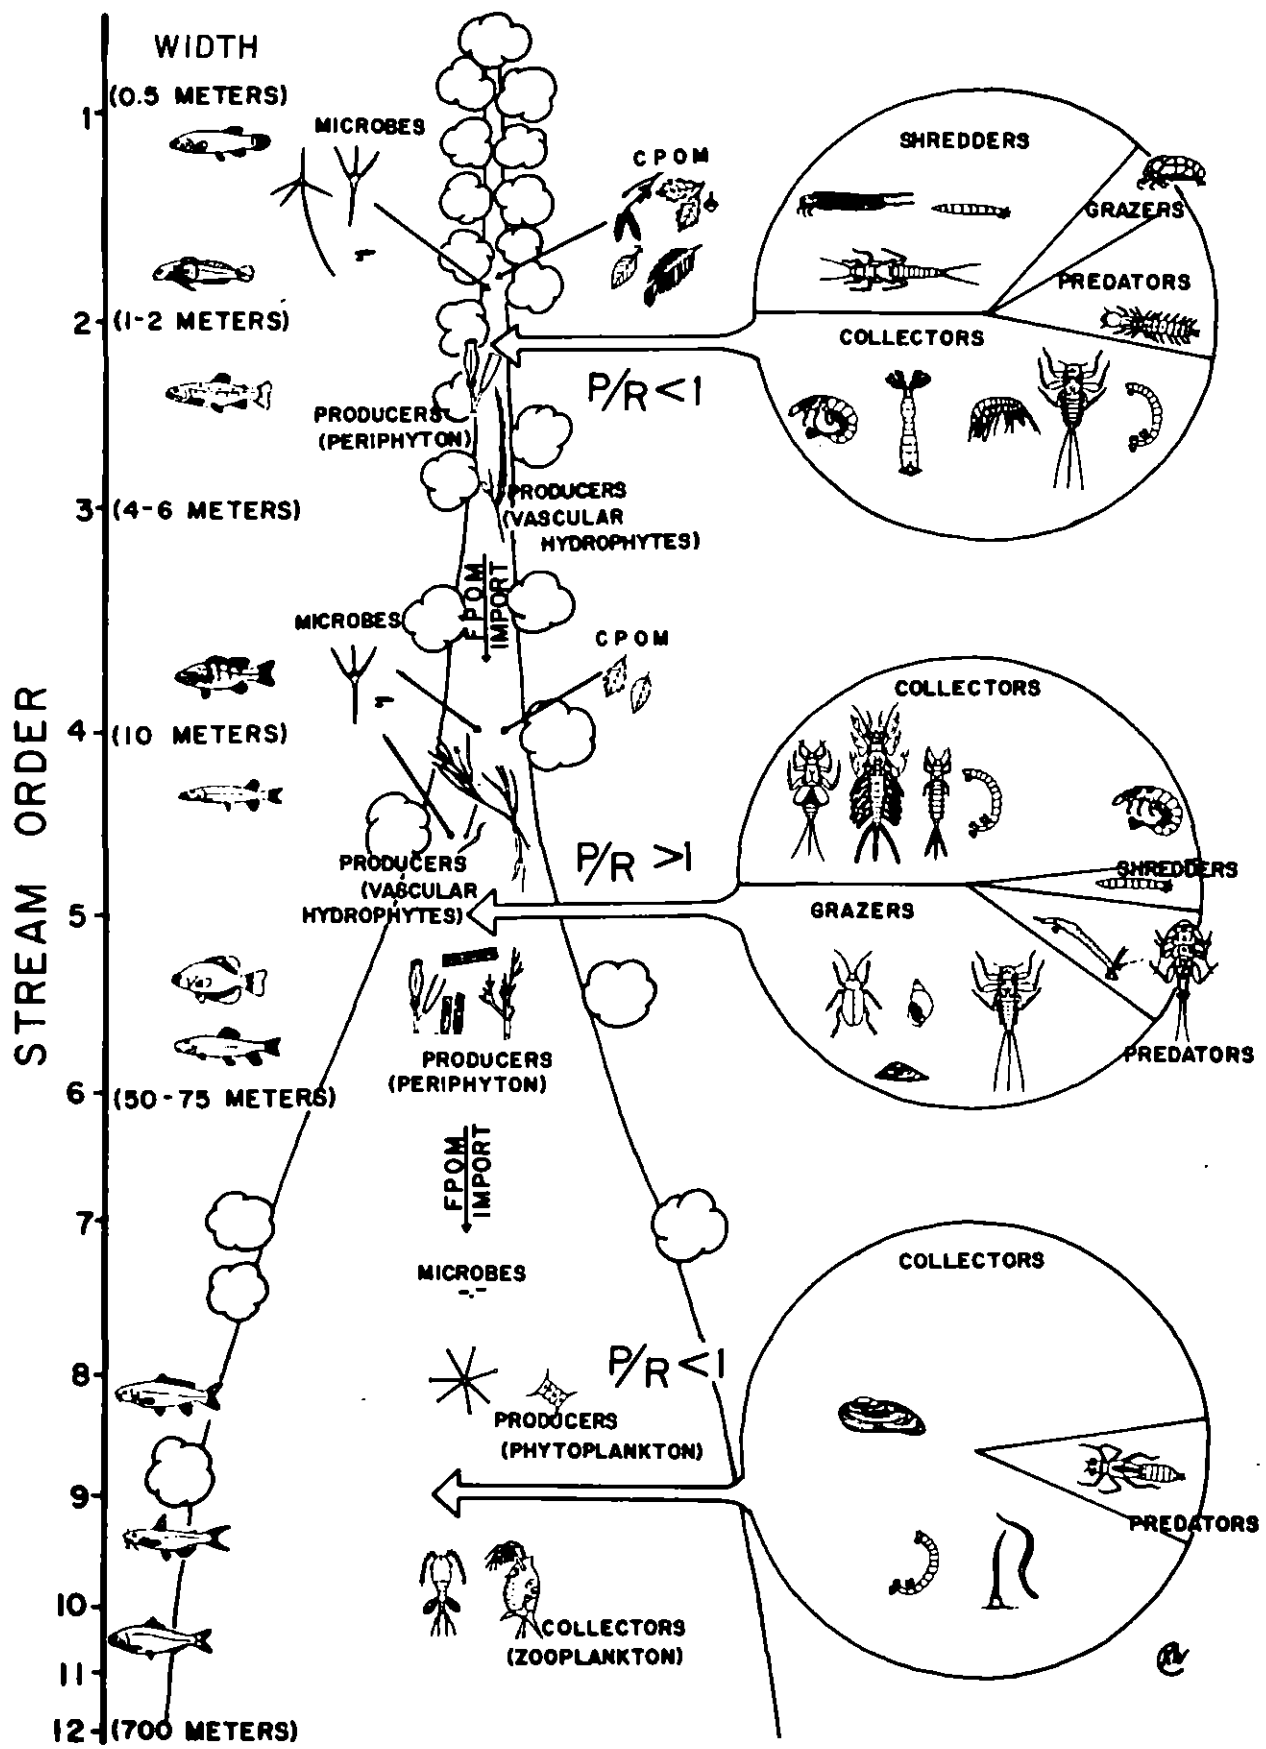 WIDTH
(0.5 METERS)
1
MICROBES
CPOM
SHREDDERS
GRAZERS
PREDATORS
2
(1-2 METERS)
COLLECTORS
P/R<1
PRODUCERS
(PERIPHYTON)
3
(4-6 METERS)
PRODUCERS
(VASCULAR
HYDROPHYTES)
FPOM
IMPORT
MICROBES
CPOM
STREAM ORDER
4
(10 METERS)
COLLECTORS
P/R >1
SHREDDERS
PRODUCERS
(VASCULAR
HYDROPHYTES)
5
GRAZERS
PREDATORS
PRODUCERS
(PERIPHYTON)
6
(50-75 METERS)
FPOM
IMPORT
7
MICROBES
COLLECTORS
P/R<1
8
PRODUCERS
(PHYTOPLANKTON)
9
PREDATORS
10
COLLECTORS
(ZOOPLANKTON)
11
12
(700 METERS)